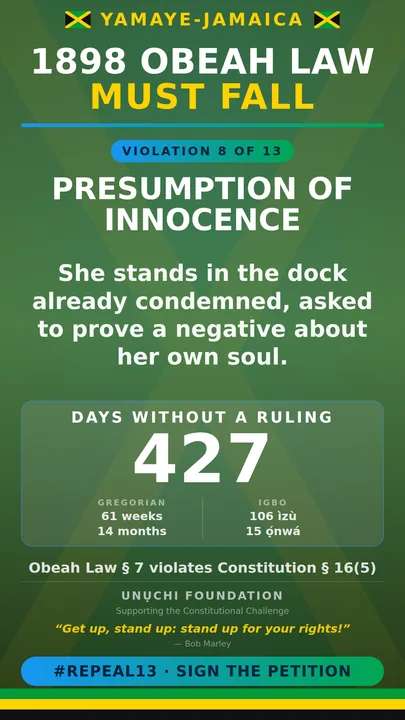 YAMAYE-JAMAICA
1898 OBEAH LAW
MUST FALL
VIOLATION 8 OF 13
PRESUMPTION OF
INNOCENCE
She stands in the dock
already condemned, asked
to prove a negative about
her own soul.
DAYS WITHOUT A RULING
427
GREGORIAN
61 weeks
14 months
IGBO
106 ìzù
15 ọ́nwá
Obeah Law § 7 violates Constitution § 16(5)
UNỤCHI FOUNDATION
Supporting the Constitutional Challenge
“Get up, stand up: stand up for your rights!”
— Bob Marley
#REPEAL13 · SIGN THE PETITION